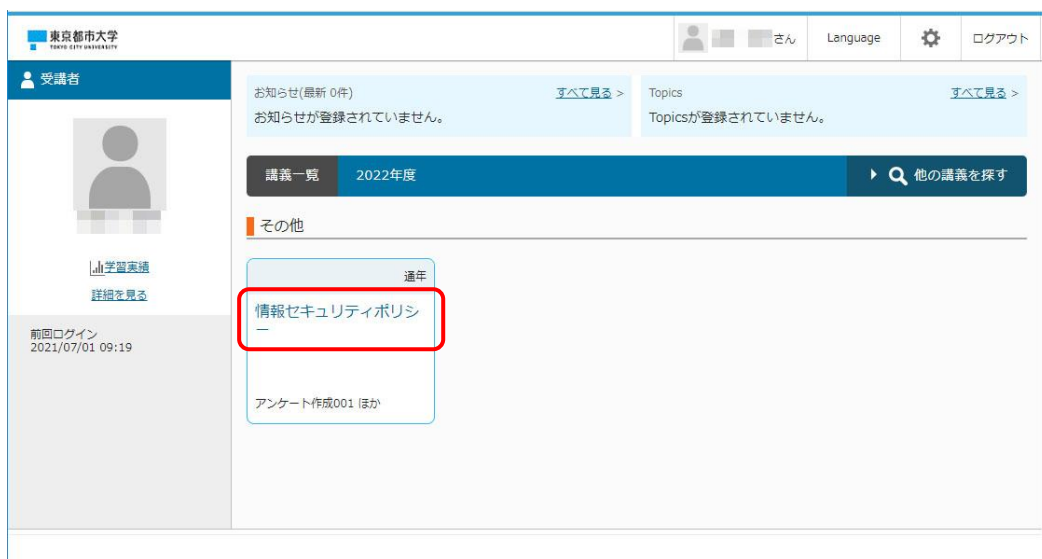 東京都市大学
TOKYO CITY UNIVERSITY
さん
Language
ログアウト
受講者
お知らせ(最新 0件)
すべて見る >
お知らせが登録されていません。
Topics
すべて見る >
Topicsが登録されていません。
講義一覧
2022年度
他の講義を探す
その他
学習実績
詳細を見る
前回ログイン
2021/07/01 09:19
通年
情報セキュリティポリシ
ー
アンケート作成001 ほか